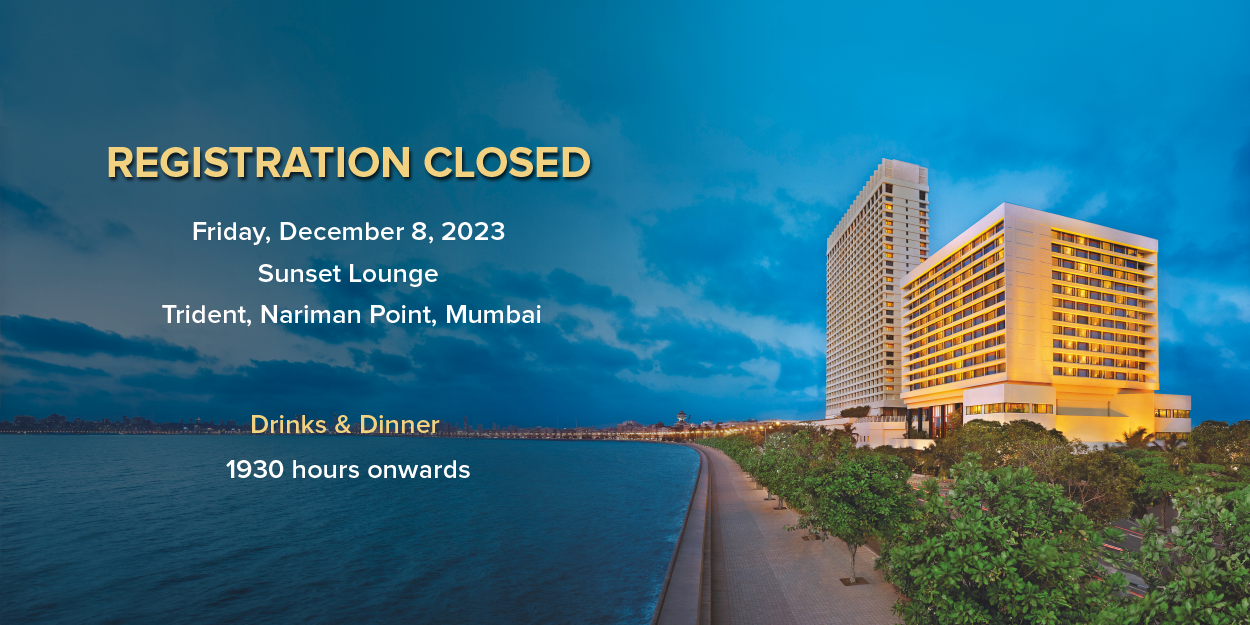 REGISTRATION CLOSED
Friday, December 8, 2023
Sunset Lounge
Trident, Nariman Point, Mumbai
Drinks & Dinner
1930 hours onwards